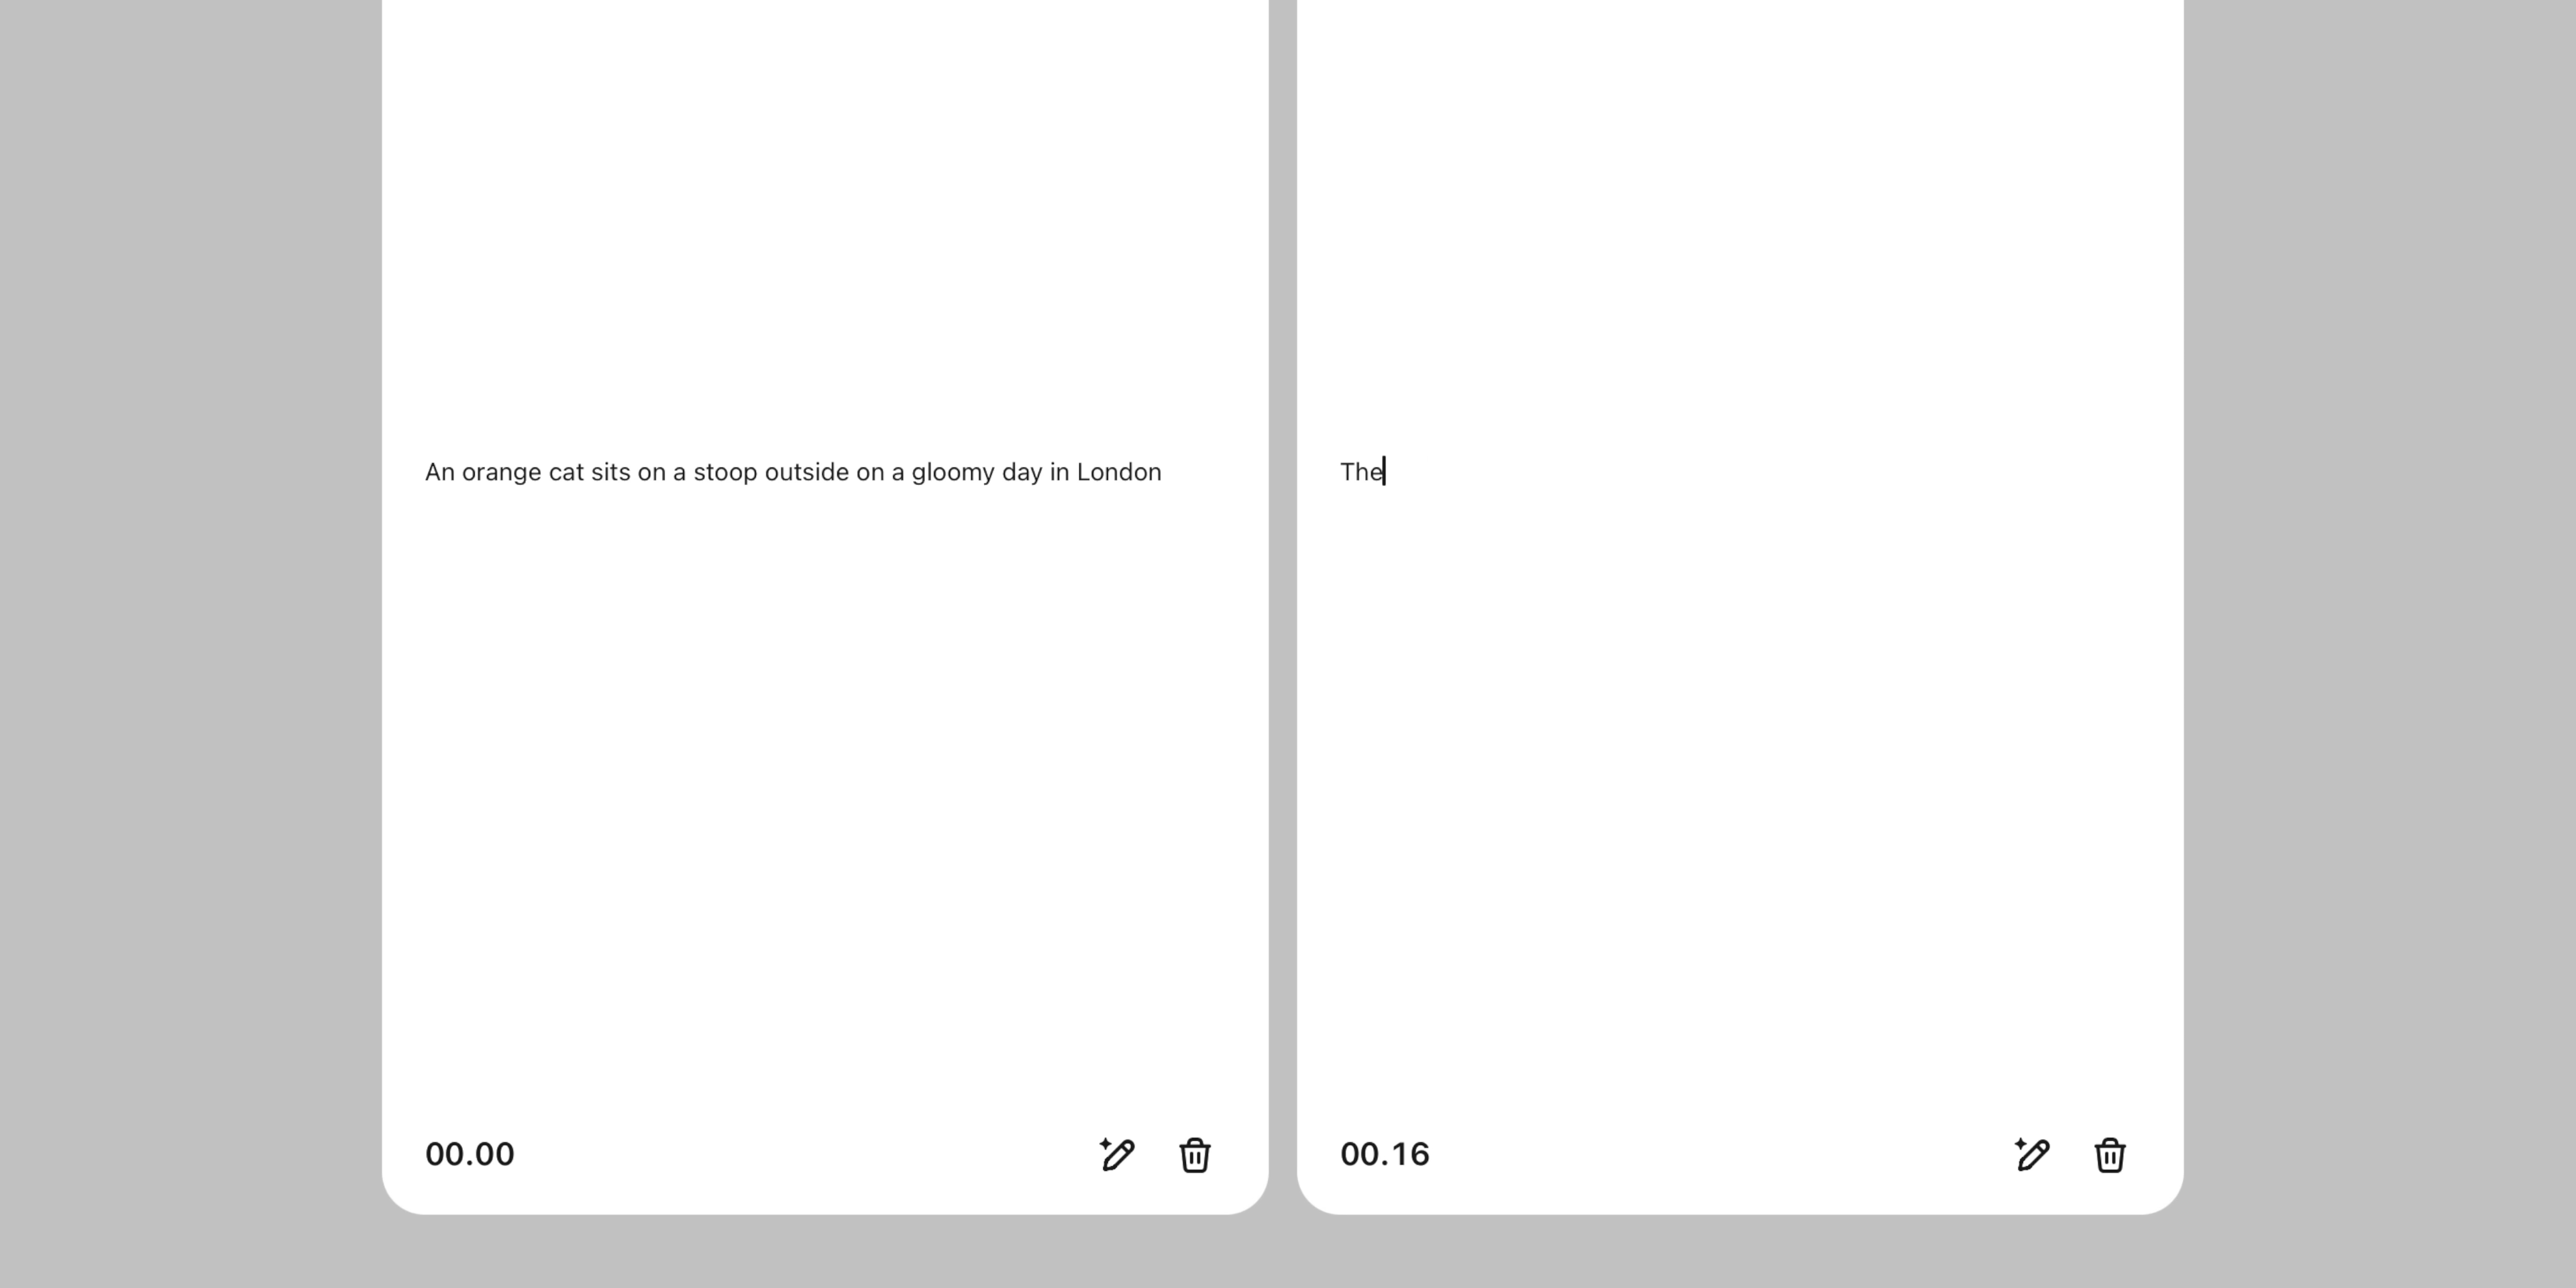 An orange cat sits on a stoop outside on a gloomy day in London
The
00.00
00.16